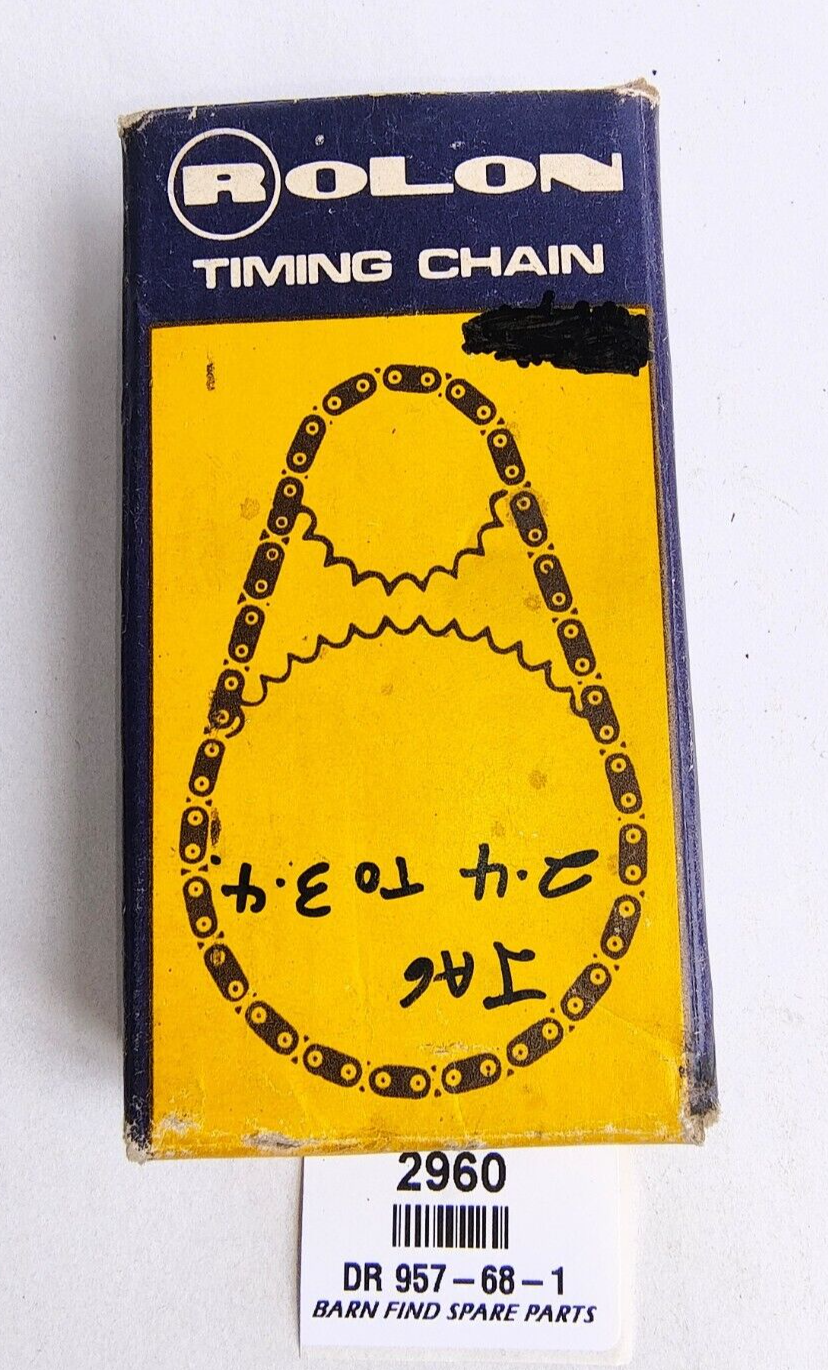 ROLON
TIMING CHAIN
JAG
2.4 TO 3.4.
2960
DR 957-68-1
BARN FIND SPARE PARTS